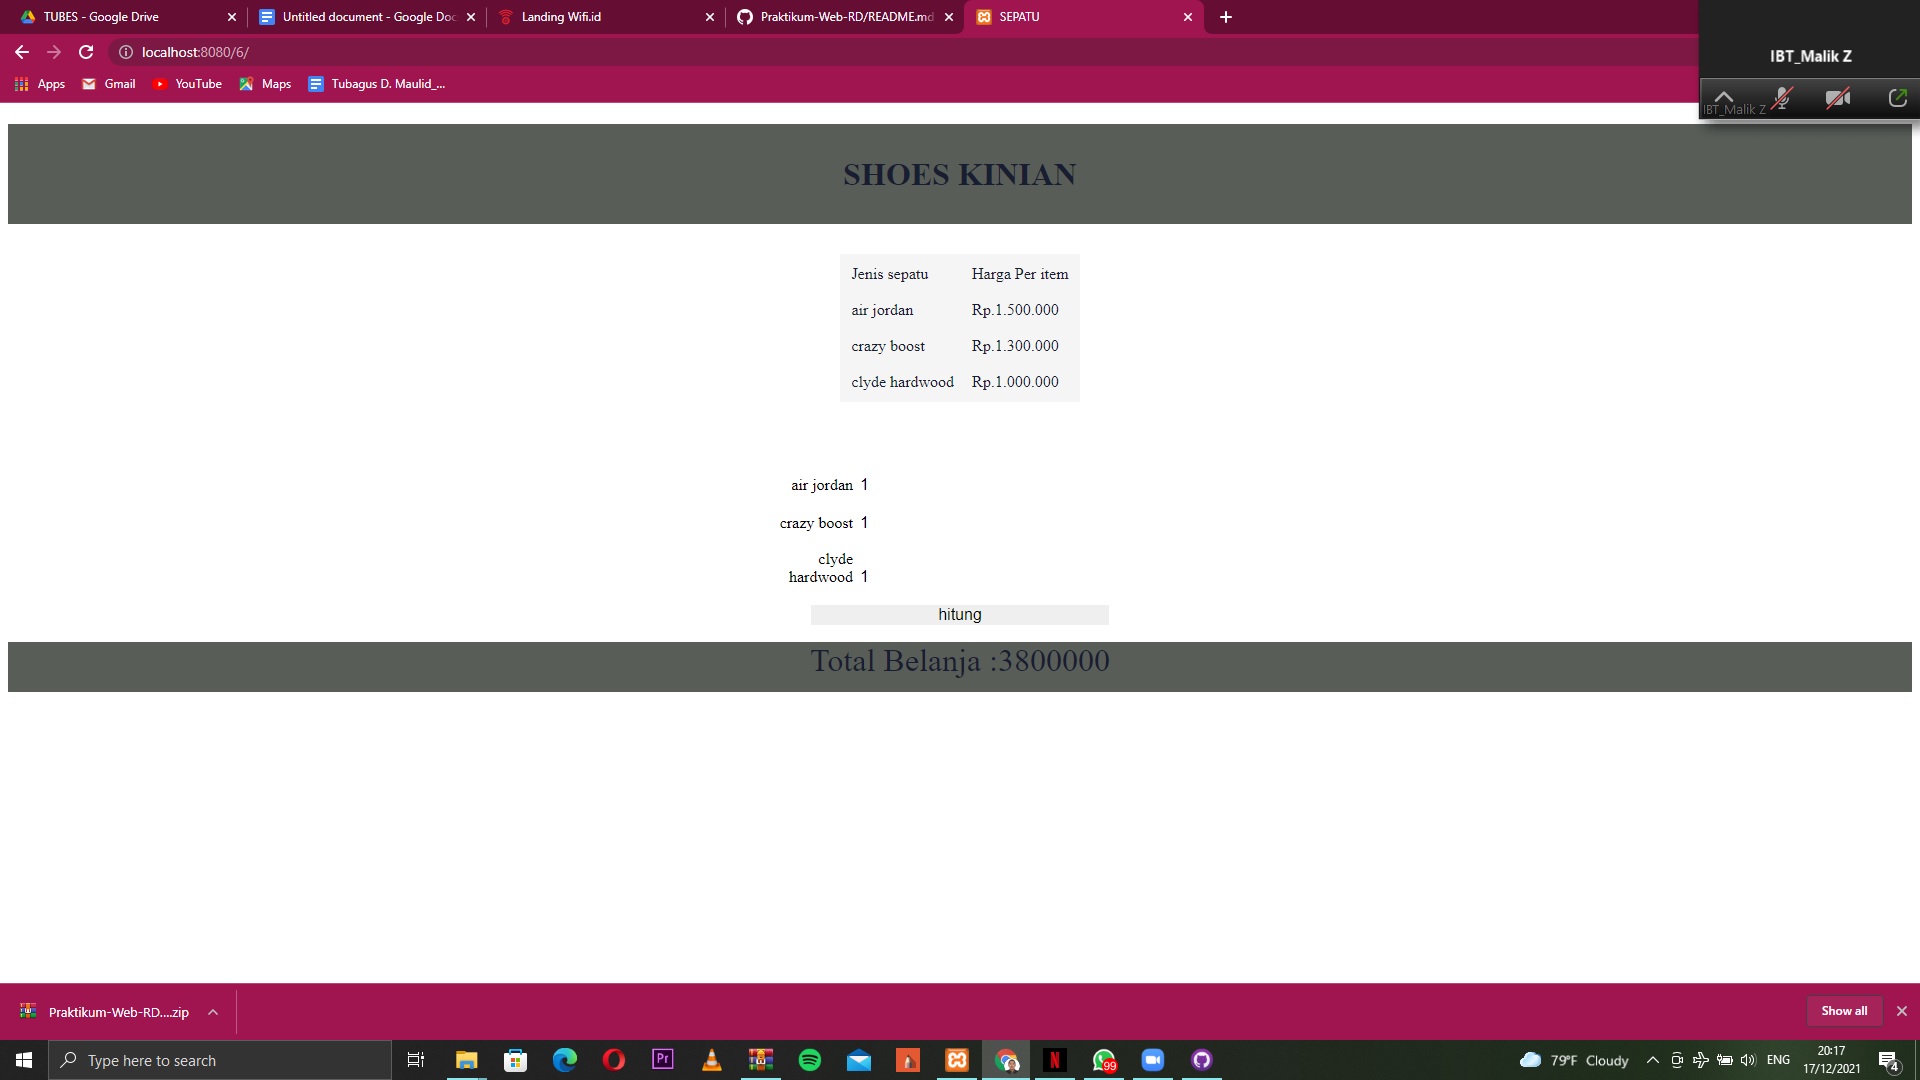 TUBES - Google Drive
Untitled document - Google Doc
Landing Wifi.id
Praktikum-Web-RD/README.md
SEPATU
localhost:8080/6/
IBT_Malik Z
Apps
Gmail
YouTube
Maps
Tubagus D. Maulid_...
IBT_Malik Z
SHOES KINIAN
Jenis sepatu Harga Per item
air jordan Rp.1.500.000
crazy boost Rp.1.300.000
clyde hardwood Rp.1.000.000
air jordan 1
crazy boost 1
clyde
hardwood 1
hitung
Total Belanja :3800000
Praktikum-Web-RD....zip
Show all
Type here to search
Pr
N
99
79°F Cloudy
ENG
20:17
17/12/2021
4